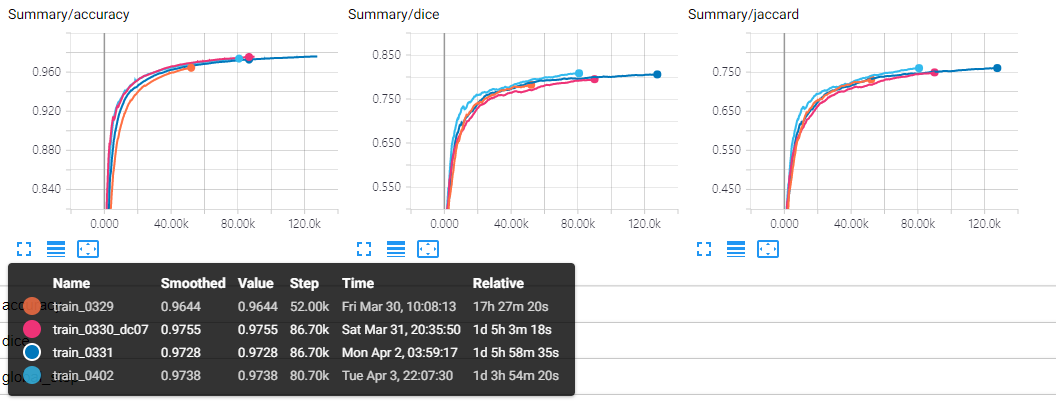 Summary/accuracy
Summary/dice
Summary/jaccard
0.960
0.920
0.880
0.840
0.000 40.00k 80.00k 120.0k
0.850
0.750
0.650
0.550
0.000 40.00k 80.00k 120.0k
0.750
0.650
0.550
0.450
0.000 40.00k 80.00k 120.0k
Name Smoothed Value Step Time Relative
train_0329 0.9644 0.9644 52.00k Fri Mar 30, 10:08:13 17h 27m 20s
train_0330_dc07 0.9755 0.9755 86.70k Sat Mar 31, 20:35:50 1d 5h 3m 18s
train_0331 0.9728 0.9728 86.70k Mon Apr 2, 03:59:17 1d 5h 58m 35s
train_0402 0.9738 0.9738 80.70k Tue Apr 3, 22:07:30 1d 3h 54m 20s
dice